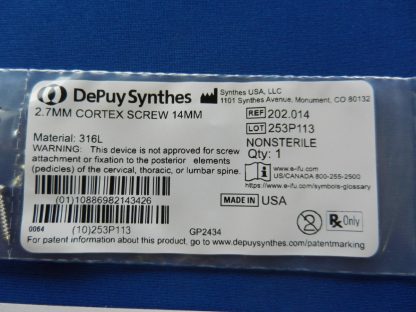 DePuy Synthes
Synthes USA, LLC
1101 Synthes Avenue, Monument, CO 80132
2.7MM CORTEX SCREW 14MM
REF 202.014
LOT 253P113
NONSTERILE
Qty: 1
Material: 316L
WARNING: This device is not approved for screw
attachment or fixation to the posterior elements
(pedicles) of the cervical, thoracic, or lumbar spine.
www.e-ifu.com
US/CANADA 800-255-2500
www.e-ifu.com/symbols-glossary
(01)10886982143426
MADE IN USA
0064
(10)253P113
GP2434
Rx Only
For patent information about this product, go to www.depuysynthes.com/patentmarking